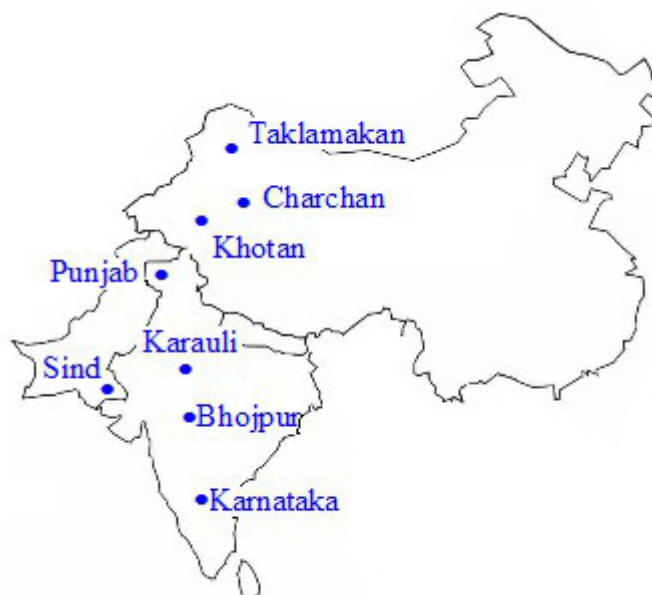 Taklamakan
Charchan
Khotan
Punjab
Karauli
Sind
Bhojpur
Karnataka